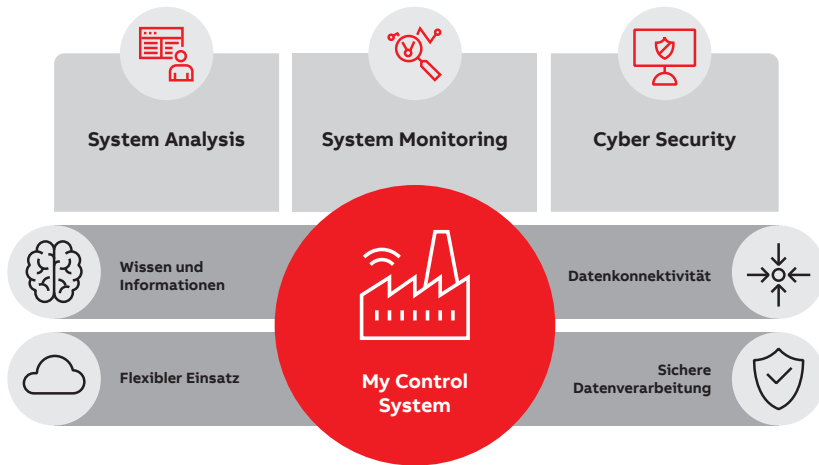 System Analysis
System Monitoring
Cyber Security
Wissen und
Informationen
Datenkonnektivität
Flexibler Einsatz
Sichere
Datenverarbeitung
My Control
System